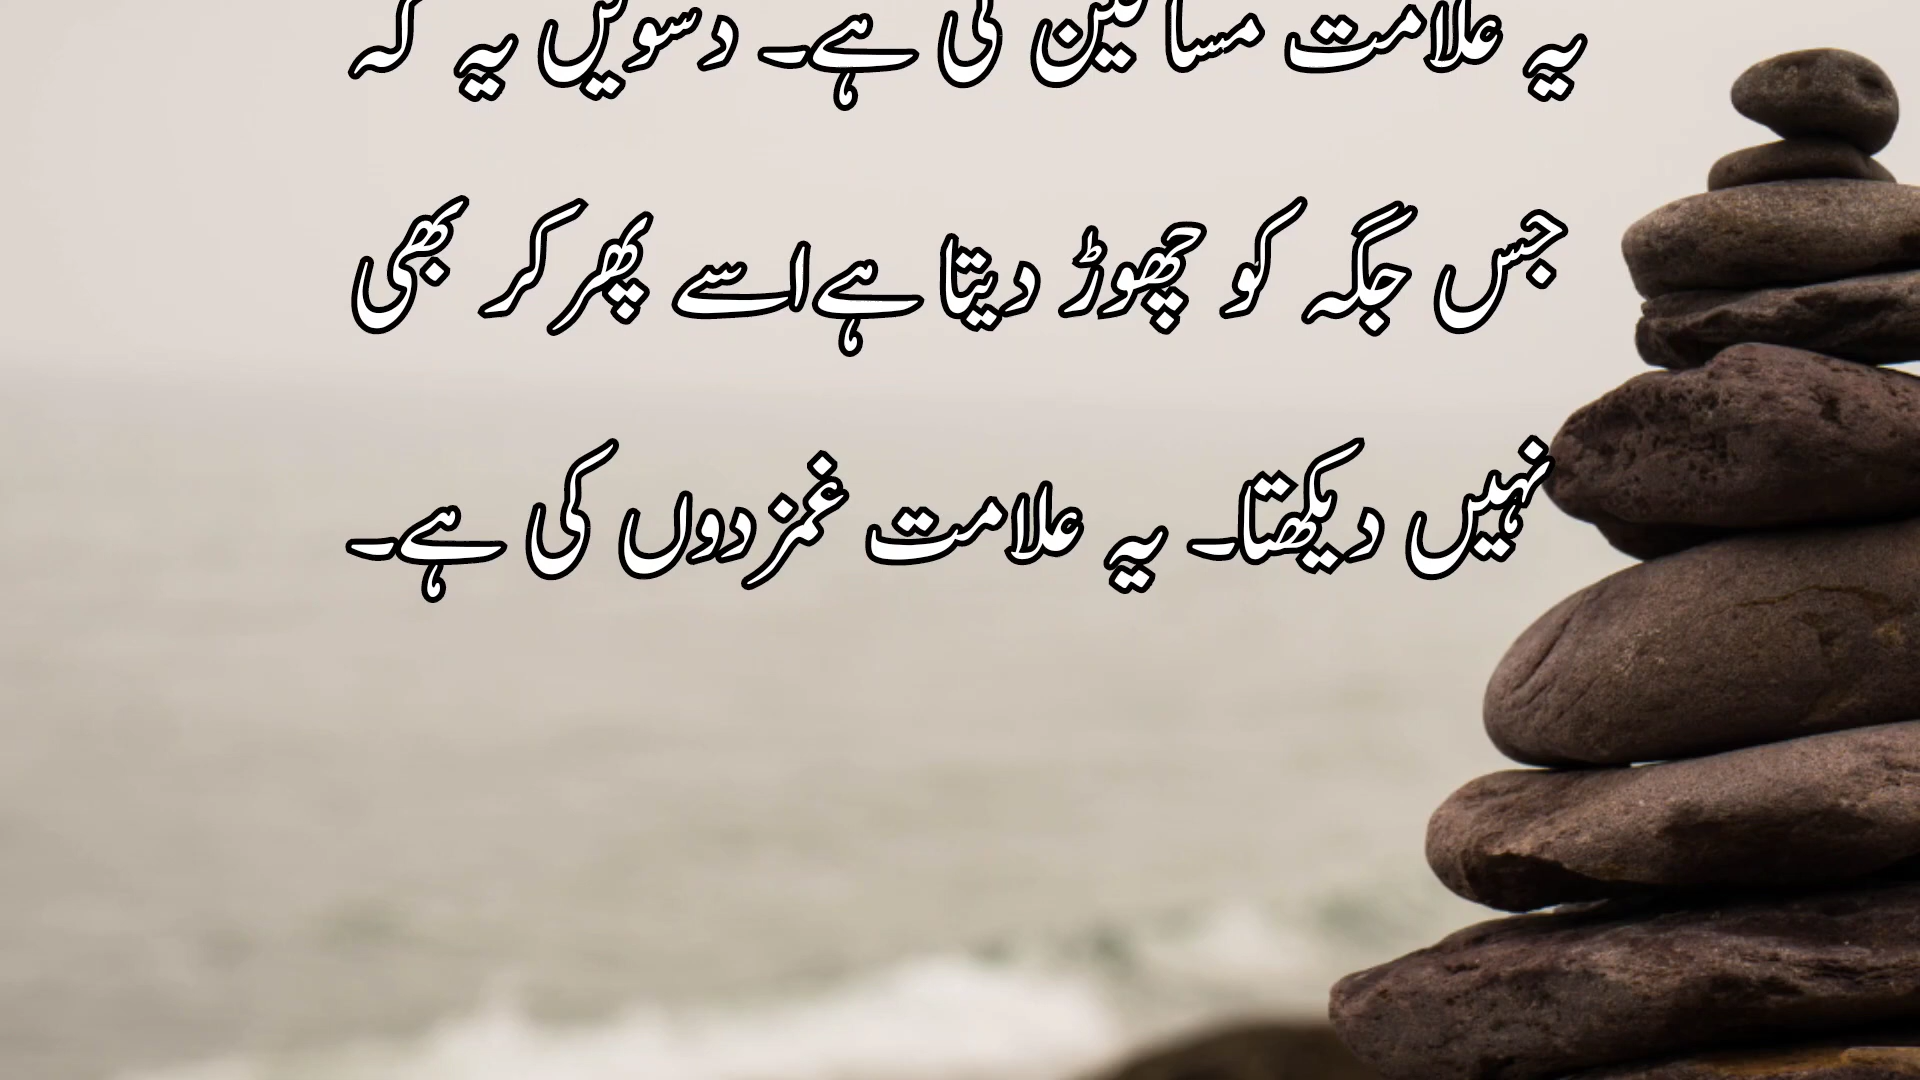 یہ علامت مساکین کی ہے۔ دسویں یہ کہ
جس جگہ کو چھوڑ دیتا ہے اسے پھر کر بھی
نہیں دیکھتا۔ یہ علامت غمزدوں کی ہے۔